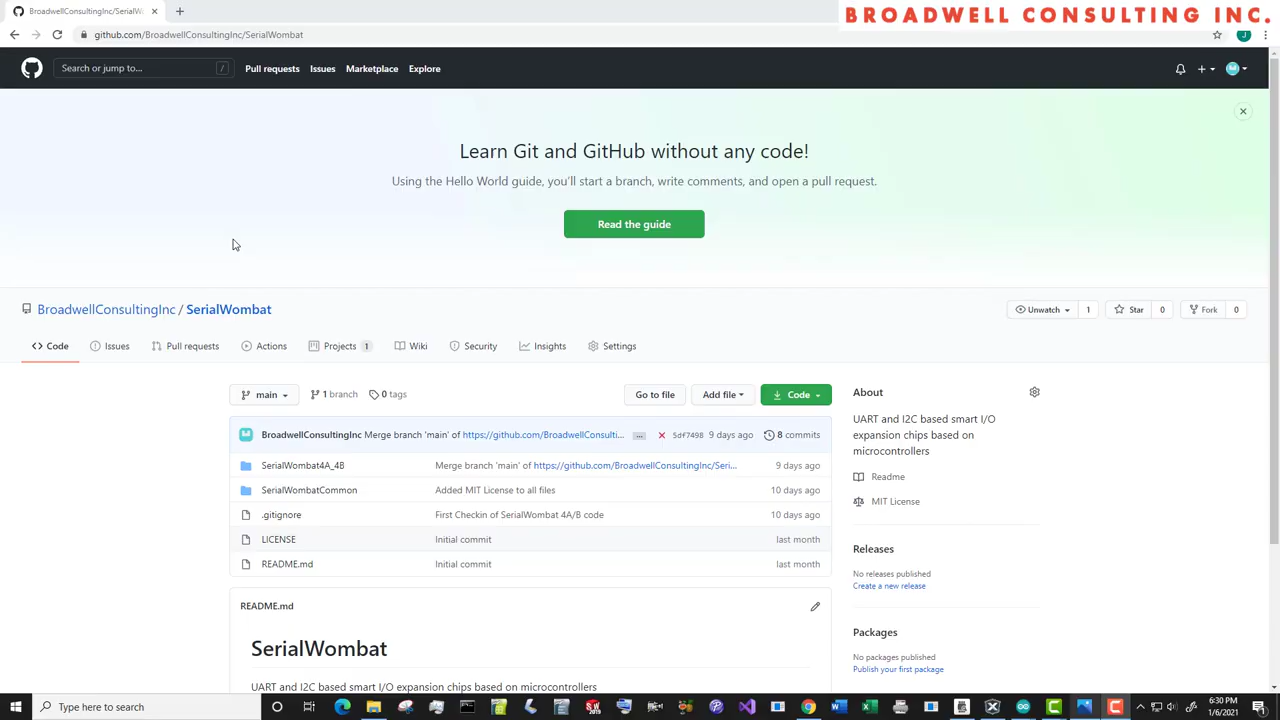 BroadwellConsultingInc/SerialW
BROADWELL CONSULTING INC.
github.com/BroadwellConsultingInc/SerialWombat
J
Search or jump to...
/
Pull requests
Issues
Marketplace
Explore
Learn Git and GitHub without any code!
Using the Hello World guide, you'll start a branch, write comments, and open a pull request.
Read the guide
BroadwellConsultingInc / SerialWombat
Unwatch 1
Star 0
Fork 0
Code
Issues
Pull requests
Actions
Projects 1
Wiki
Security
Insights
Settings
main
1 branch
0 tags
Go to file
Add file
Code
BroadwellConsultingInc Merge branch 'main' of https://github.com/BroadwellConsulti... ... 5df7498 9 days ago 8 commits
SerialWombat4A_4B Merge branch 'main' of https://github.com/BroadwellConsultingInc/Seri... 9 days ago
SerialWombatCommon Added MIT License to all files 10 days ago
.gitignore First Checkin of SerialWombat 4A/B code 10 days ago
LICENSE Initial commit last month
README.md Initial commit last month
README.md
SerialWombat
UART and I2C based smart I/O expansion chips based on microcontrollers
About
UART and I2C based smart I/O
expansion chips based on
microcontrollers
Readme
MIT License
Releases
No releases published
Create a new release
Packages
No packages published
Publish your first package
Type here to search
6:30 PM
1/6/2021